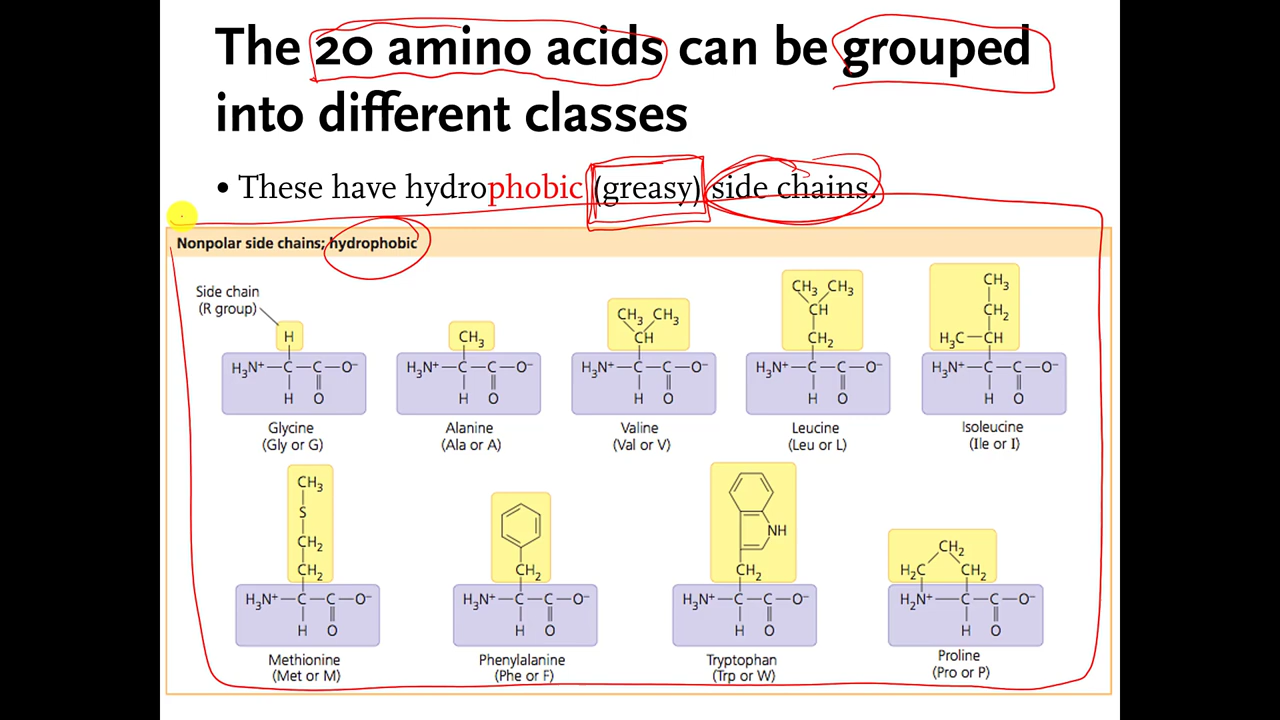 The 20 amino acids can be grouped
into different classes
• These have hydrophobic (greasy) side chains.
Nonpolar side chains; hydrophobic
Side chain
(R group)
H
CH₃
CH₃ CH₃
CH
CH₃ CH₃
CH
CH₂
CH₃
CH₂
H₃C—CH
H₃N⁺—C—C—O⁻
H O
H₃N⁺—C—C—O⁻
H O
H₃N⁺—C—C—O⁻
H O
H₃N⁺—C—C—O⁻
H O
H₃N⁺—C—C—O⁻
H O
Glycine
(Gly or G)
Alanine
(Ala or A)
Valine
(Val or V)
Leucine
(Leu or L)
Isoleucine
(Ile or I)
CH₃
S
CH₂
CH₂
H₃N⁺—C—C—O⁻
H O
Methionine
(Met or M)
CH₂
H₃N⁺—C—C—O⁻
H O
Phenylalanine
(Phe or F)
NH
CH₂
H₃N⁺—C—C—O⁻
H O
Tryptophan
(Trp or W)
CH₂
H₂C CH₂
H₂N⁺—C—C—O⁻
H O
Proline
(Pro or P)